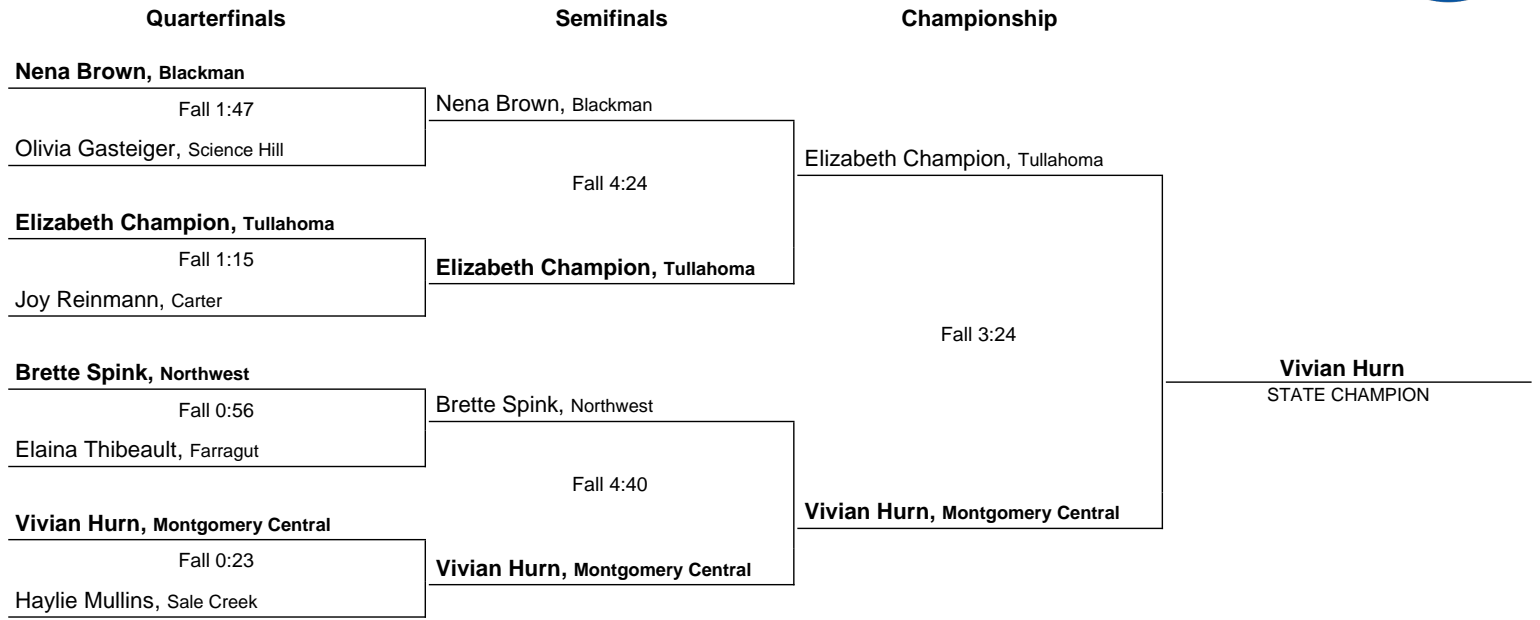 Quarterfinals
Semifinals
Championship
Nena Brown, Blackman
Fall 1:47
Olivia Gasteiger, Science Hill
Elizabeth Champion, Tullahoma
Fall 1:15
Joy Reinmann, Carter
Brette Spink, Northwest
Fall 0:56
Elaina Thibeault, Farragut
Vivian Hurn, Montgomery Central
Fall 0:23
Haylie Mullins, Sale Creek
Nena Brown, Blackman
Fall 4:24
Elizabeth Champion, Tullahoma
Brette Spink, Northwest
Fall 4:40
Vivian Hurn, Montgomery Central
Elizabeth Champion, Tullahoma
Fall 3:24
Vivian Hurn, Montgomery Central
Vivian Hurn
STATE CHAMPION